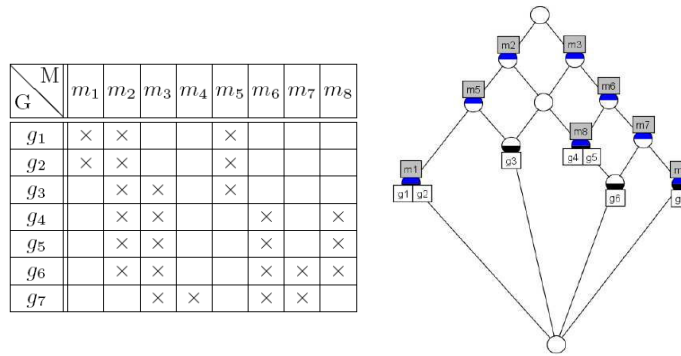 M
G m₁ m₂ m₃ m₄ m₅ m₆ m₇ m₈
g₁ × × ×
g₂ × × ×
g₃ × × ×
g₄ × × × ×
g₅ × × × ×
g₆ × × × × ×
g₇ × × × ×
m2 m3
m5 m6
m8 m7
g3 g4 g5
m1 m
g1 g2 g6 g